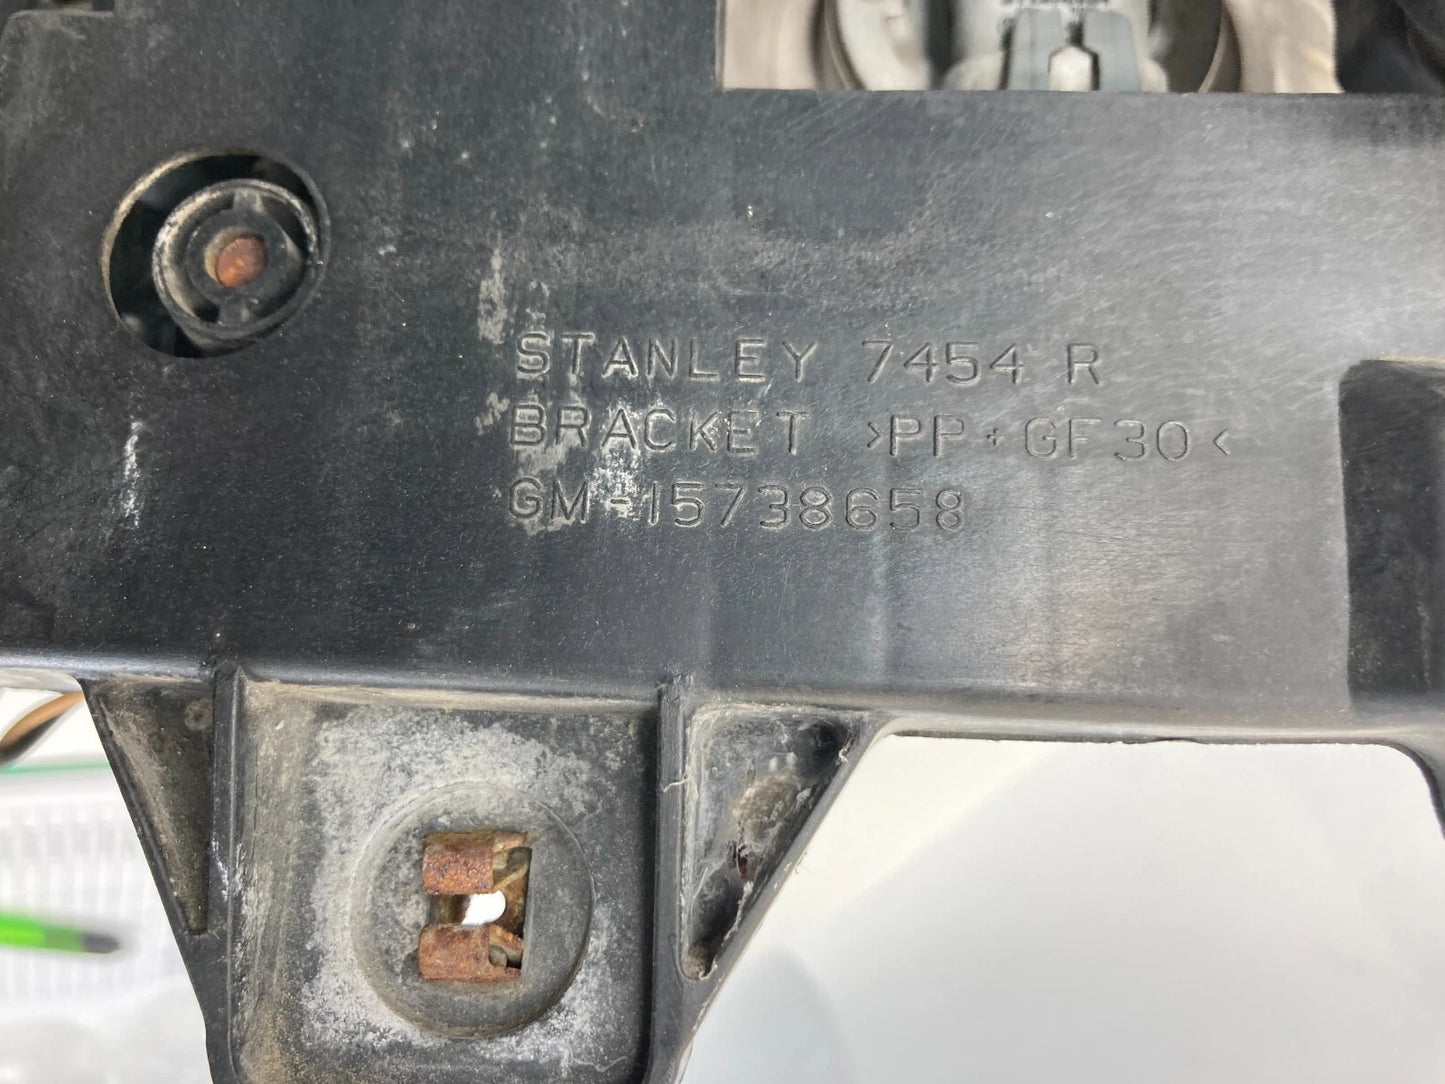 STANLEY 7454 R
BRACKET >PP+GF30<
GM-15738658